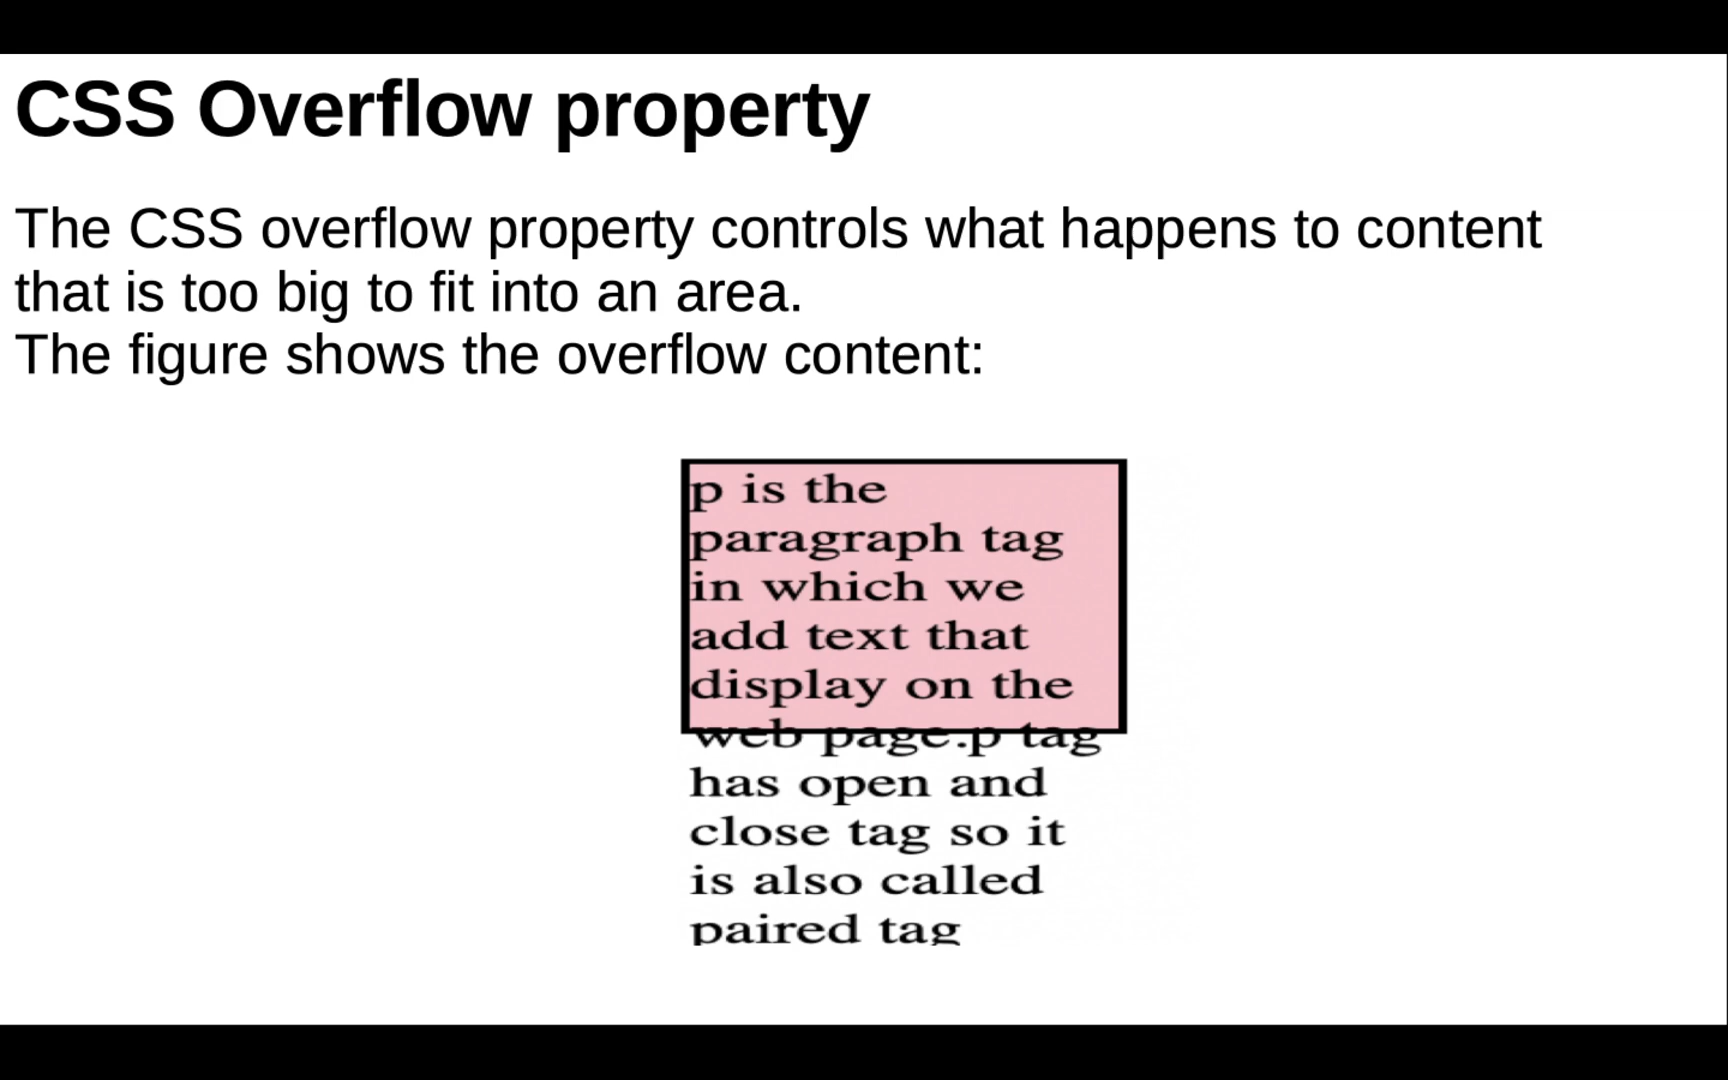 CSS Overflow property
The CSS overflow property controls what happens to content
that is too big to fit into an area.
The figure shows the overflow content:
p is the
paragraph tag
in which we
add text that
display on the
web page.p tag
has open and
close tag so it
is also called
paired tag